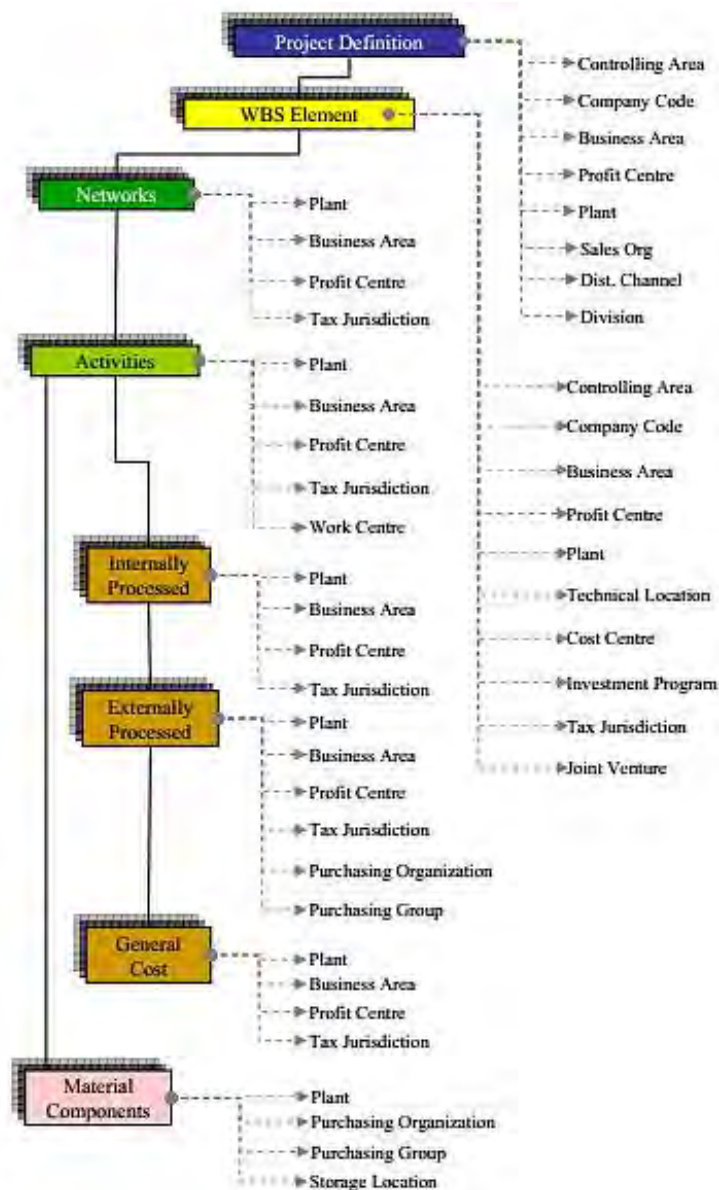 Project Definition
Controlling Area
Company Code
Business Area
Profit Centre
Plant
Sales Org
Dist. Channel
Division
WBS Element
Controlling Area
Company Code
Business Area
Profit Centre
Plant
Technical Location
Cost Centre
Investment Program
Tax Jurisdiction
Joint Venture
Networks
Plant
Business Area
Profit Centre
Tax Jurisdiction
Activities
Plant
Business Area
Profit Centre
Tax Jurisdiction
Work Centre
Internally
Processed
Plant
Business Area
Profit Centre
Tax Jurisdiction
Externally
Processed
Plant
Business Area
Profit Centre
Tax Jurisdiction
Purchasing Organization
Purchasing Group
General
Cost
Plant
Business Area
Profit Centre
Tax Jurisdiction
Material
Components
Plant
Purchasing Organization
Purchasing Group
Storage Location